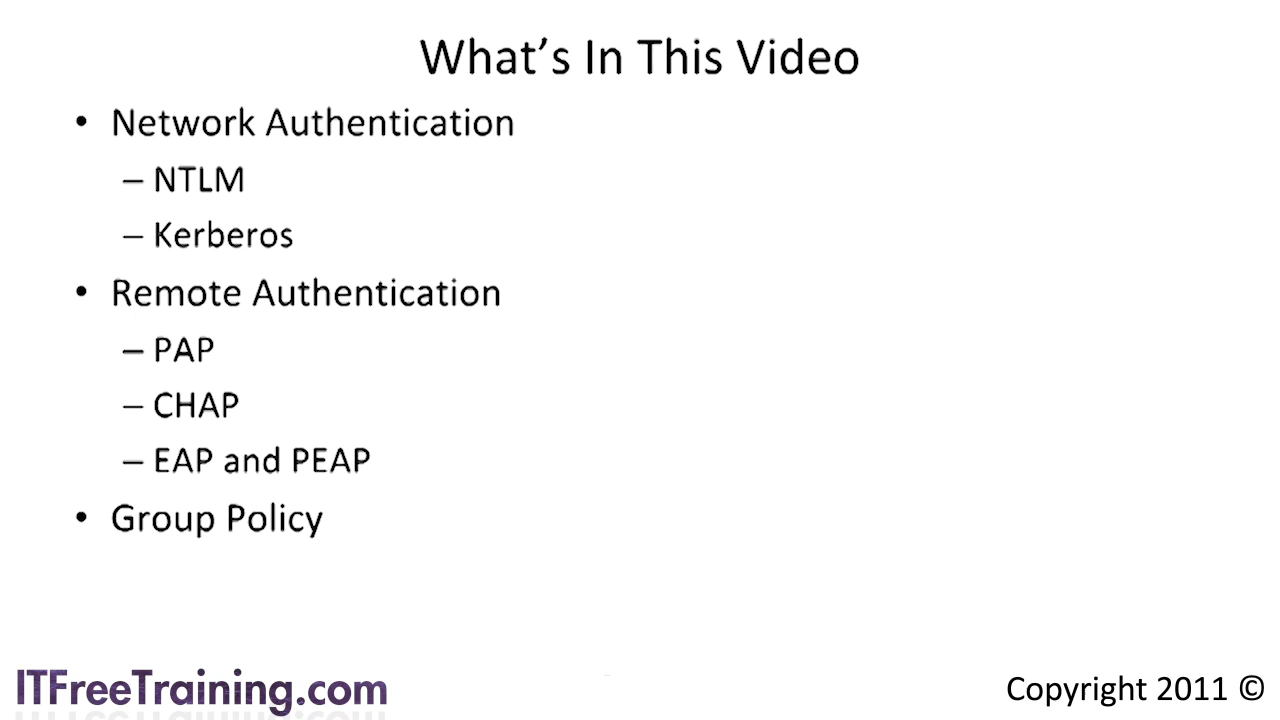 What's In This Video
• Network Authentication
– NTLM
– Kerberos
• Remote Authentication
– PAP
– CHAP
– EAP and PEAP
• Group Policy
ITFreeTraining.com
Copyright 2011 ©